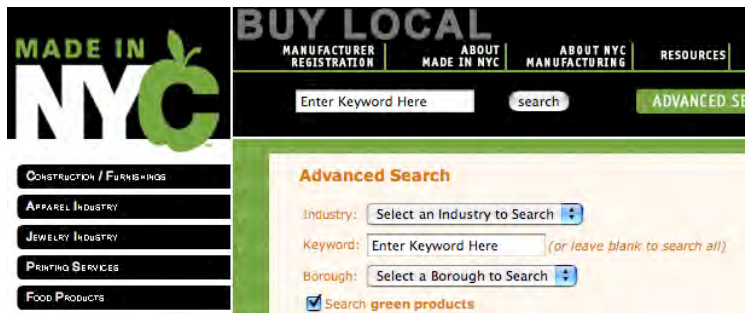 BUY LOCAL
MADE IN
NYC
MANUFACTURER REGISTRATION
ABOUT MADE IN NYC
ABOUT NYC MANUFACTURING
RESOURCES
Enter Keyword Here
search
ADVANCED SE
CONSTRUCTION / FURNISHINGS
APPAREL INDUSTRY
JEWELRY INDUSTRY
PRINTING SERVICES
FOOD PRODUCTS
Advanced Search
Industry: Select an Industry to Search
Keyword: Enter Keyword Here (or leave blank to search all)
Borough: Select a Borough to Search
Search green products